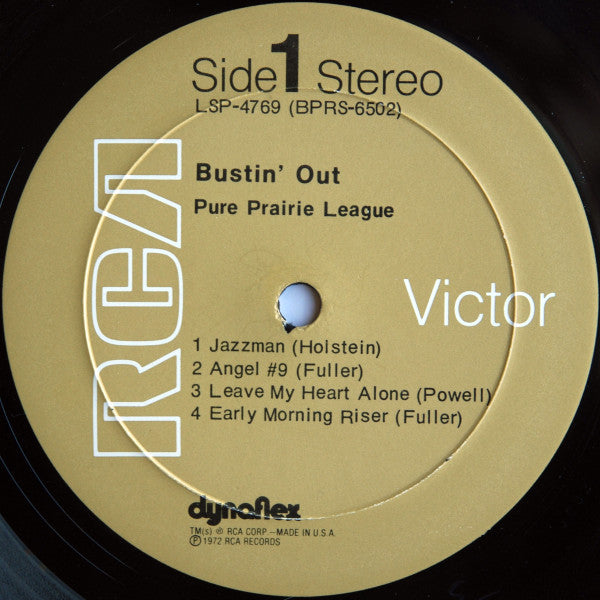 Side 1 Stereo
LSP-4769 (BPRS-6502)
Bustin' Out
Pure Prairie League
RCA
Victor
1 Jazzman (Holstein)
2 Angel #9 (Fuller)
3 Leave My Heart Alone (Powell)
4 Early Morning Riser (Fuller)
dynaflex
TM(s) ® RCA CORP—MADE IN U.S.A.
Ⓟ1972 RCA RECORDS